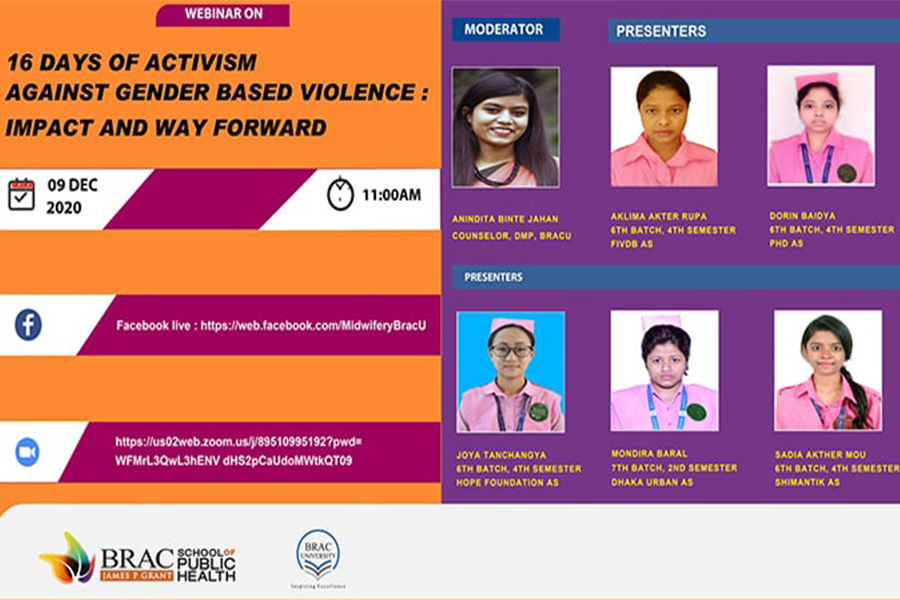 WEBINAR ON
16 DAYS OF ACTIVISM
AGAINST GENDER BASED VIOLENCE :
IMPACT AND WAY FORWARD
09 DEC
2020
11:00AM
Facebook live : https://web.facebook.com/MidwiferyBracU
https://us02web.zoom.us/j/89510995192?pwd=
WFMrL3QwL3hENV dHS2pCaUdoMWtkQT09
MODERATOR
ANINDITA BINTE JAHAN
COUNSELOR, DMP, BRACU
PRESENTERS
AKLIMA AKTER RUPA
6TH BATCH, 4TH SEMESTER
FIVDB AS
DORIN BAIDYA
6TH BATCH, 4TH SEMESTER
PHD AS
PRESENTERS
JOYA TANCHANGYA
6TH BATCH, 4TH SEMESTER
HOPE FOUNDATION AS
MONDIRA BARAL
7TH BATCH, 2ND SEMESTER
DHAKA URBAN AS
SADIA AKTHER MOU
6TH BATCH, 4TH SEMESTER
SHIMANTIK AS
BRAC
JAMES P GRANT
SCHOOL OF
PUBLIC
HEALTH
BRAC
UNIVERSITY
Inspiring Excellence